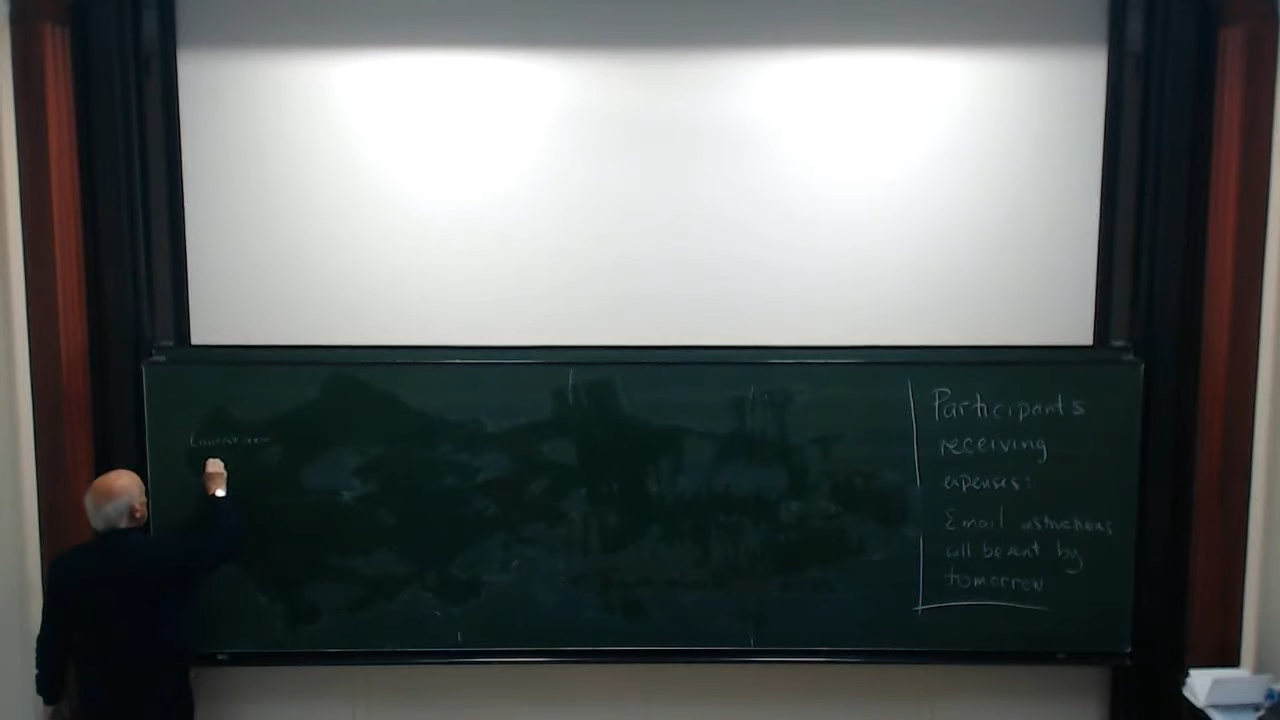 Participants
receiving
expenses:
Email instructions
will be sent by
tomorrow